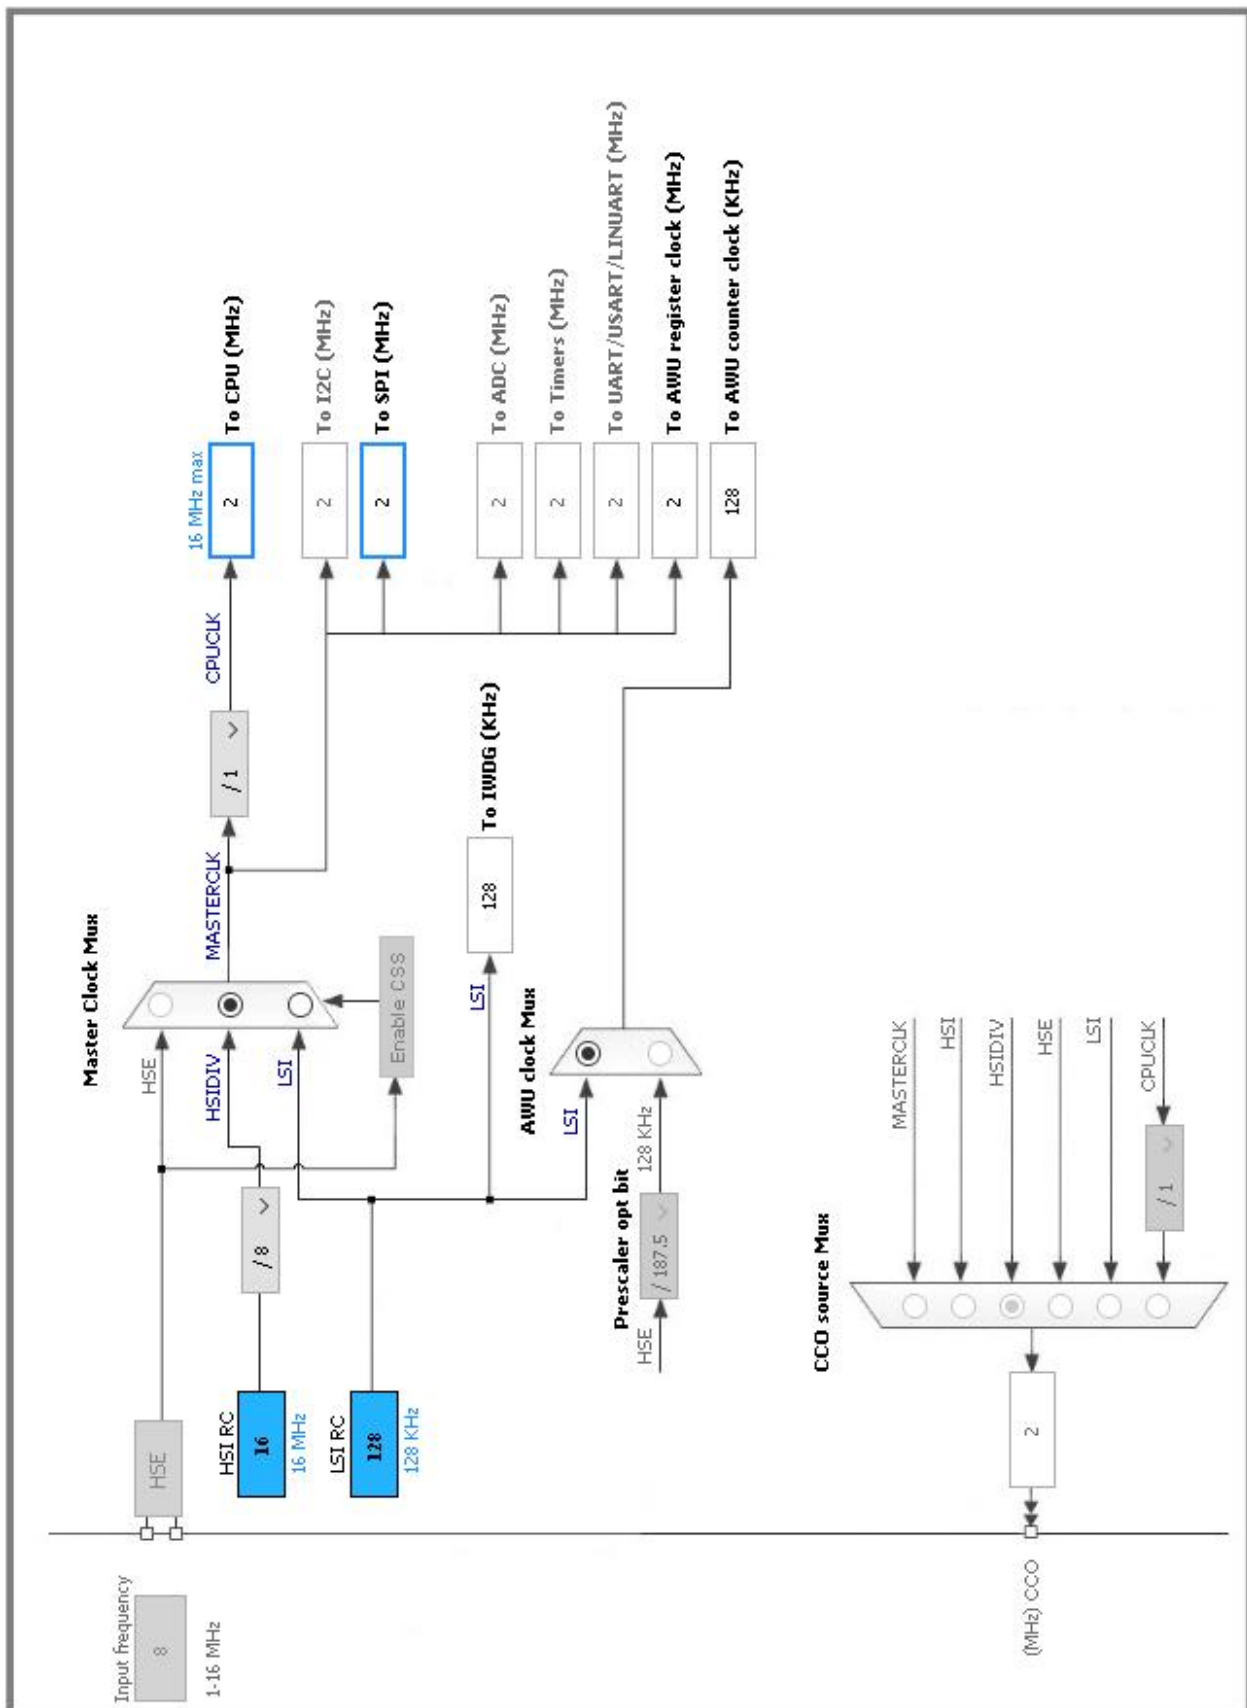 Input frequency
8
1-16 MHz
HSE
HSI RC
16
16 MHz
LSI RC
128
128 KHz
/ 8
HSE
HSIDIV
LSI
Master Clock Mux
Enable CSS
MASTERCLK
/ 1
CPUCLK
16 MHz max
2
To CPU (MHz)
2
To I2C (MHz)
2
To SPI (MHz)
2
To ADC (MHz)
2
To Timers (MHz)
2
To UART/USART/LINUART (MHz)
2
To AWU register clock (MHz)
128
To AWU counter clock (KHz)
LSI
128
To IWDG (KHz)
AWU clock Mux
LSI
Prescaler opt bit
HSE
/ 187.5
128 KHz
CCO source Mux
MASTERCLK
HSI
HSIDIV
HSE
LSI
CPUCLK
/ 1
2
(MHz) CCO